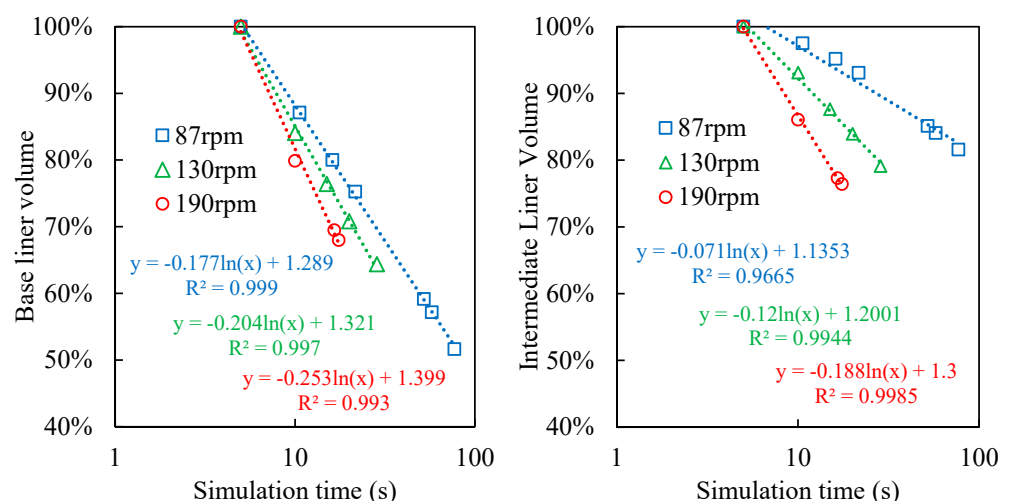 100%
90%
80%
70%
60%
50%
40%
Base liner volume
87rpm
130rpm
190rpm
y = -0.177ln(x) + 1.289
R² = 0.999
y = -0.204ln(x) + 1.321
R² = 0.997
y = -0.253ln(x) + 1.399
R² = 0.993
1
10
100
Simulation time (s)
100%
90%
80%
70%
60%
50%
40%
Intermediate Liner Volume
87rpm
130rpm
190rpm
y = -0.071ln(x) + 1.1353
R² = 0.9665
y = -0.12ln(x) + 1.2001
R² = 0.9944
y = -0.188ln(x) + 1.3
R² = 0.9985
1
10
100
Simulation time (s)